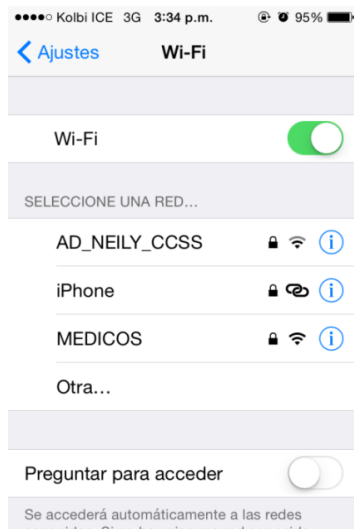 Kolbi ICE 3G 3:34 p.m. 95%
Ajustes Wi-Fi
Wi-Fi
SELECCIONE UNA RED...
AD_NEILY_CCSS
iPhone
MEDICOS
Otra...
Preguntar para acceder
Se accederá automáticamente a las redes